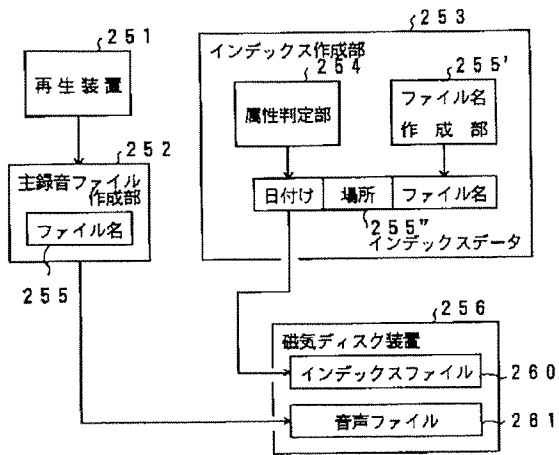 251
再生装置
252
主録音ファイル
作成部
ファイル名
255
253
インデックス作成部
254
属性判定部
255'
ファイル名
作成部
日付け 場所 ファイル名
255"
インデックスデータ
256
磁気ディスク装置
インデックスファイル
260
音声ファイル
261